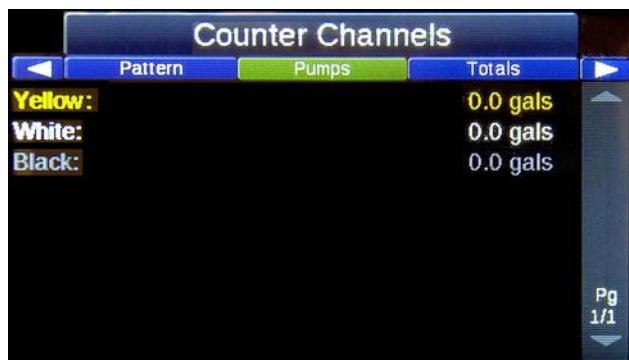 Counter Channels
Pattern Pumps Totals
Yellow: 0.0 gals
White: 0.0 gals
Black: 0.0 gals
Pg
1/1